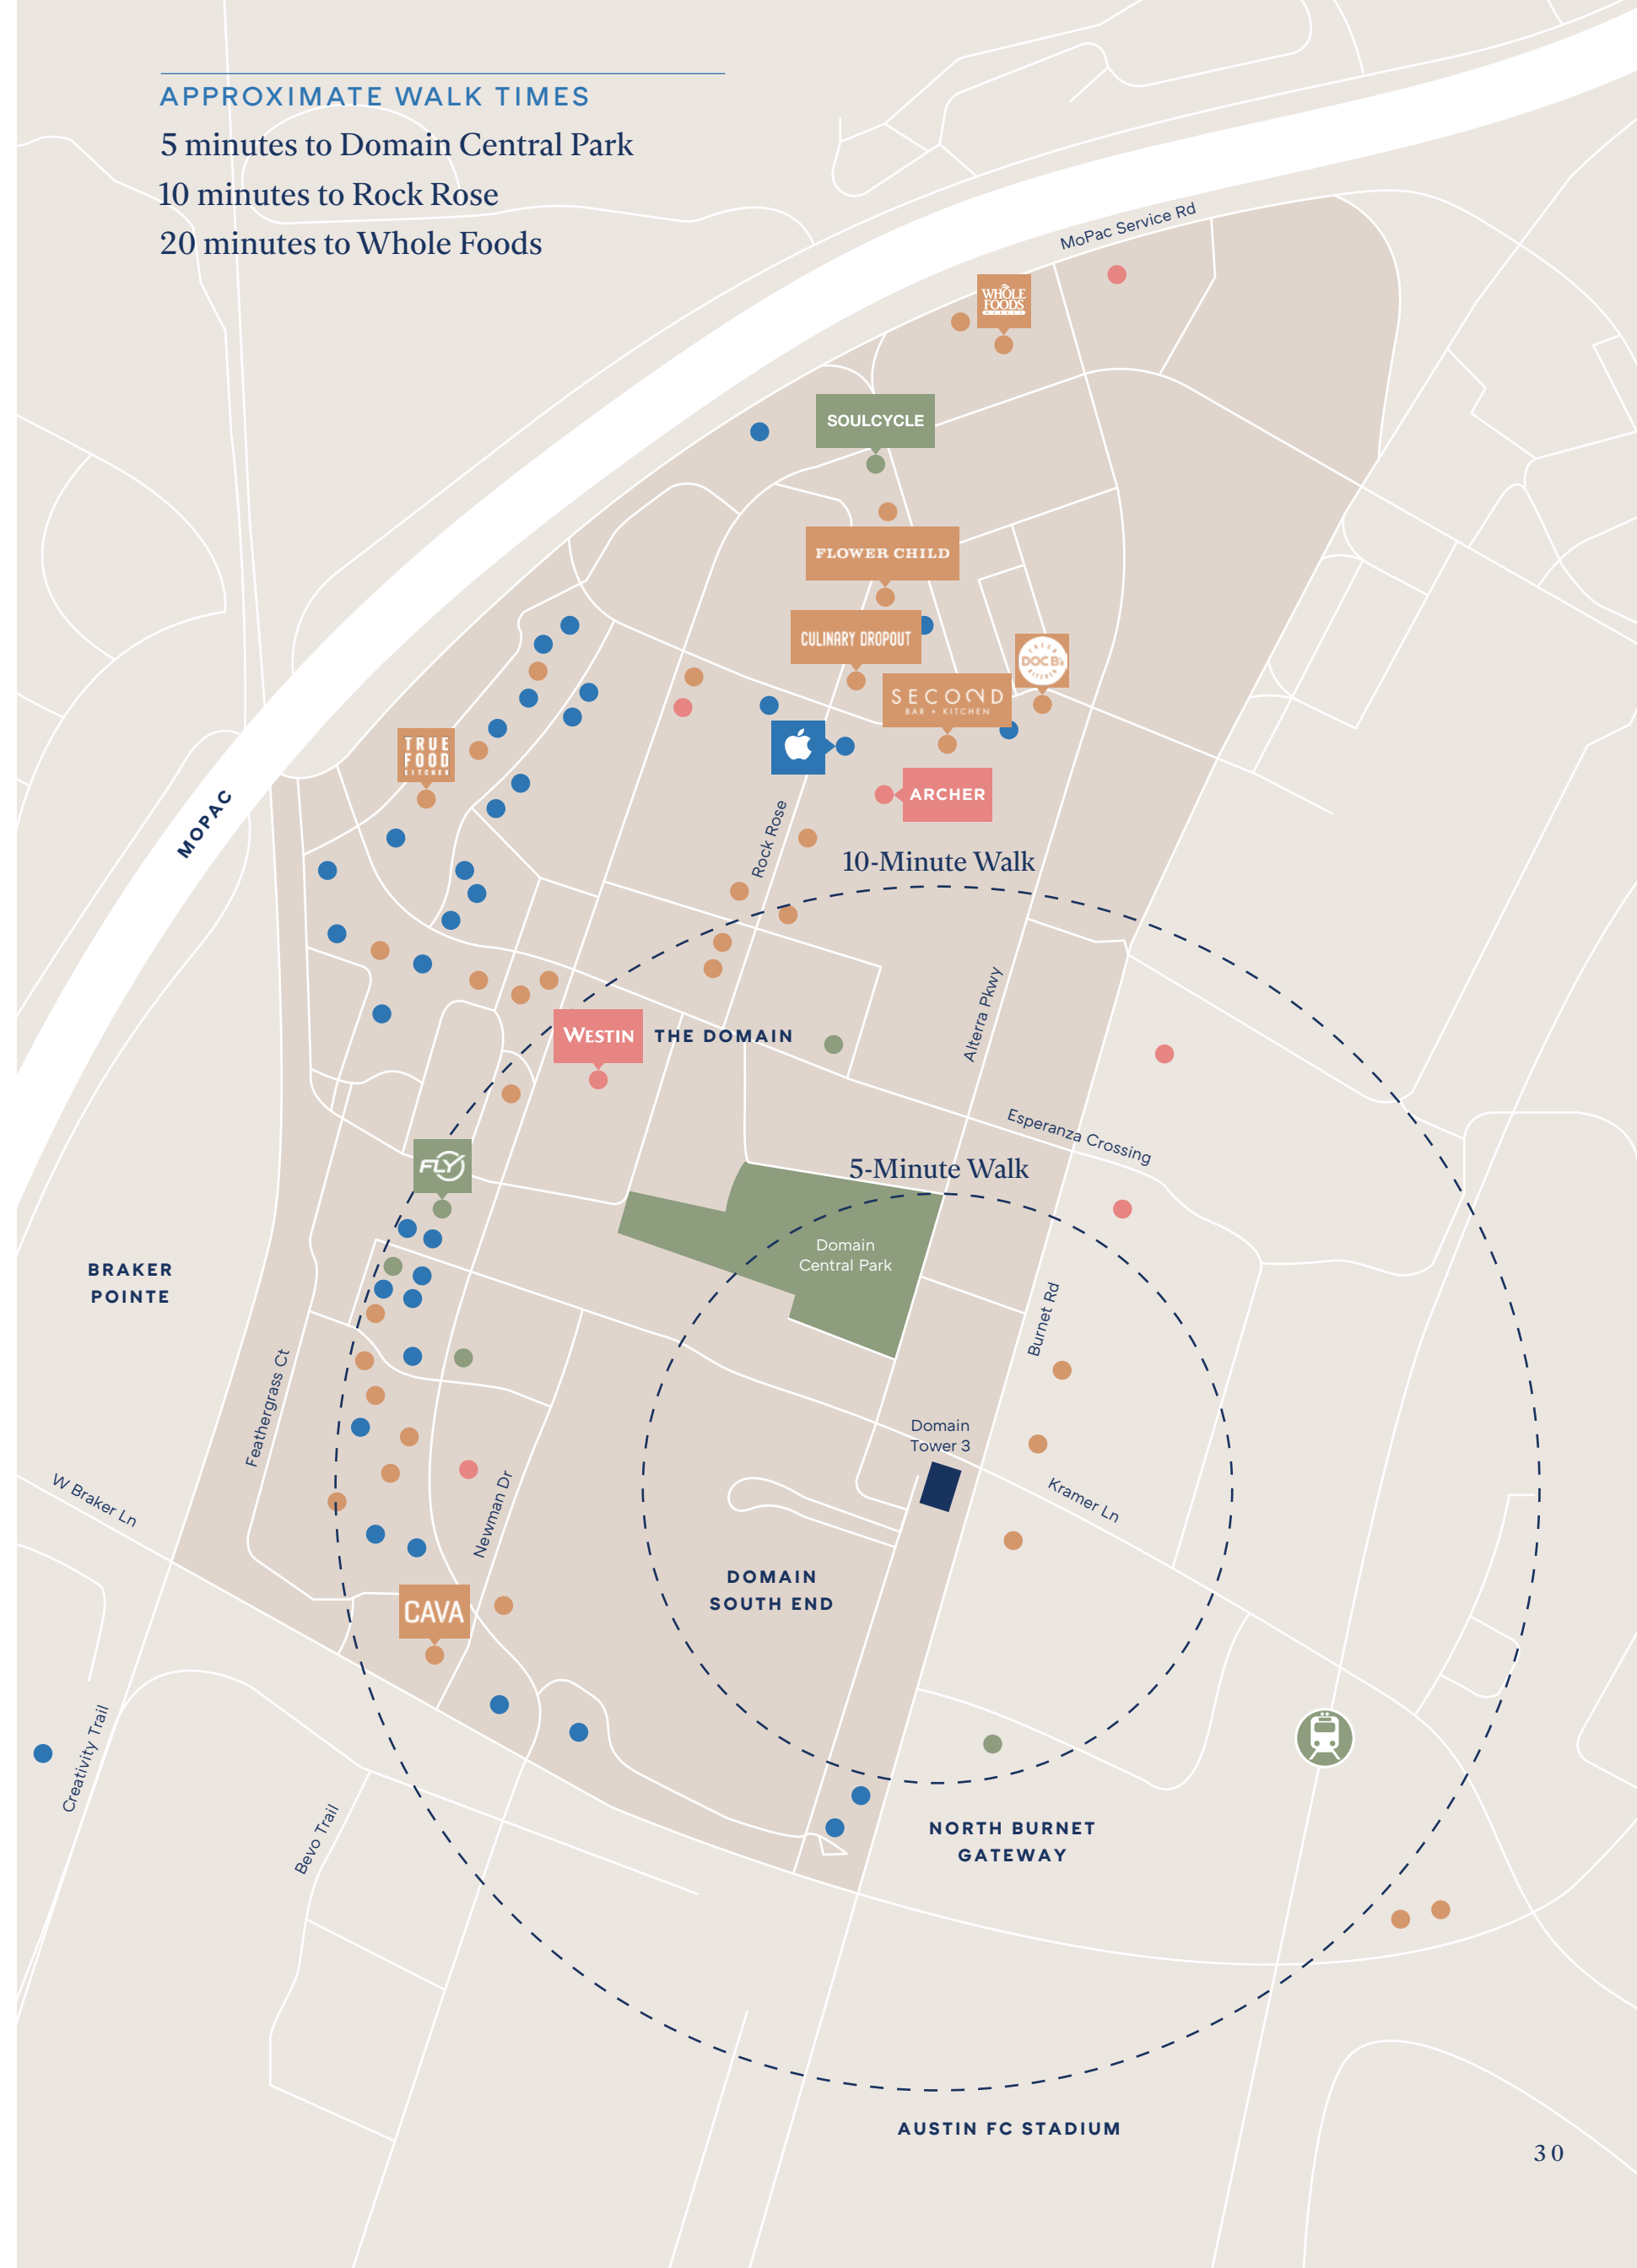 APPROXIMATE WALK TIMES
5 minutes to Domain Central Park
10 minutes to Rock Rose
20 minutes to Whole Foods
MoPac Service Rd
WHOLE
FOODS
MARKET
SOULCYCLE
FLOWER CHILD
CULINARY DROPOUT
FRESH
DOC B's
KITCHEN
SECOND
BAR + KITCHEN
TRUE
FOOD
KITCHEN
ARCHER
MOPAC
Rock Rose
10-Minute Walk
Alterra Pkwy
WESTIN
THE DOMAIN
Esperanza Crossing
FLY
5-Minute Walk
Domain
Central Park
BRAKER
POINTE
Burnet Rd
Feathergrass Ct
Domain
Tower 3
W Braker Ln
Newman Dr
Kramer Ln
DOMAIN
SOUTH END
CAVA
Creativity Trail
Bevo Trail
NORTH BURNET
GATEWAY
AUSTIN FC STADIUM
30